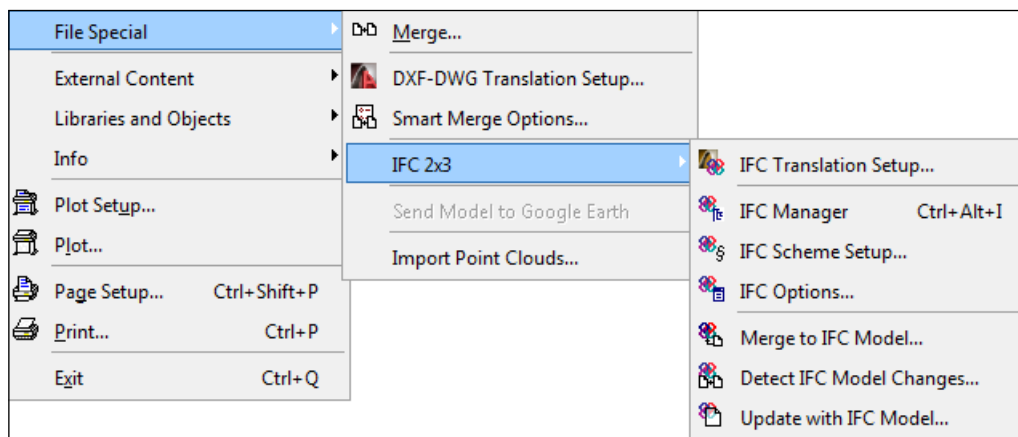 File Special
External Content
Libraries and Objects
Info
Plot Setup...
Plot...
Page Setup... Ctrl+Shift+P
Print... Ctrl+P
Exit Ctrl+Q
Merge...
DXF-DWG Translation Setup...
Smart Merge Options...
IFC 2x3
Send Model to Google Earth
Import Point Clouds...
IFC Translation Setup...
IFC Manager Ctrl+Alt+I
IFC Scheme Setup...
IFC Options...
Merge to IFC Model...
Detect IFC Model Changes...
Update with IFC Model...